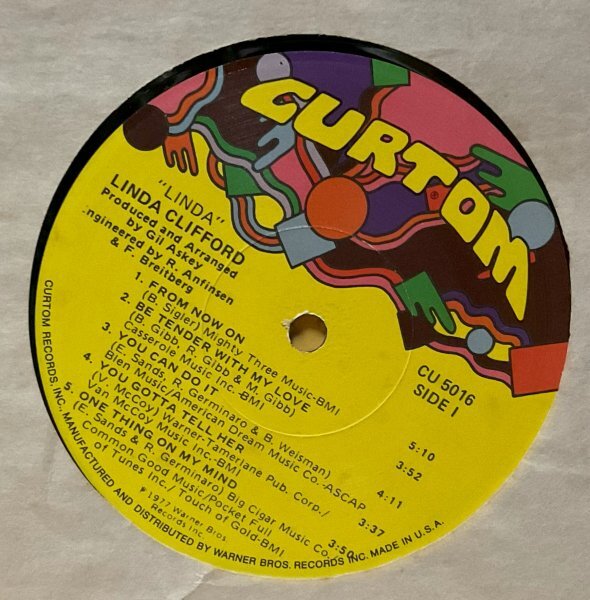 CURTOM
"LINDA"
LINDA CLIFFORD
Produced and Arranged
by Gil Askey
Engineered by R. Anfinsen
& F. Breitberg
CU 5016
SIDE I
1. FROM NOW ON
(B. Sigler) Mighty Three Music-BMI 5:10
2. BE TENDER WITH MY LOVE
(B. Gibb, R. Gibb & M. Gibb)
Casserole Music Inc.-BMI 3:52
3. YOU CAN DO IT
(E. Sands, R. Germinaro & B. Weisman)
Blen Music/American Dream Music Co.-ASCAP 4:11
4. YOU GOTTA TELL HER
(V. McCoy) Warner-Tamerlane Pub. Corp./
Van McCoy Music Inc.-BMI 3:37
5. ONE THING ON MY MIND
(E. Sands & R. Germinaro) Big Cigar Music Co./
Common Good Music/Pocket Full
of Tunes Inc./Touch of Gold-BMI 3:50
℗ 1977 Warner Bros.
Records Inc.
CURTOM RECORDS, INC., MANUFACTURED AND DISTRIBUTED BY WARNER BROS. RECORDS INC. MADE IN U.S.A.